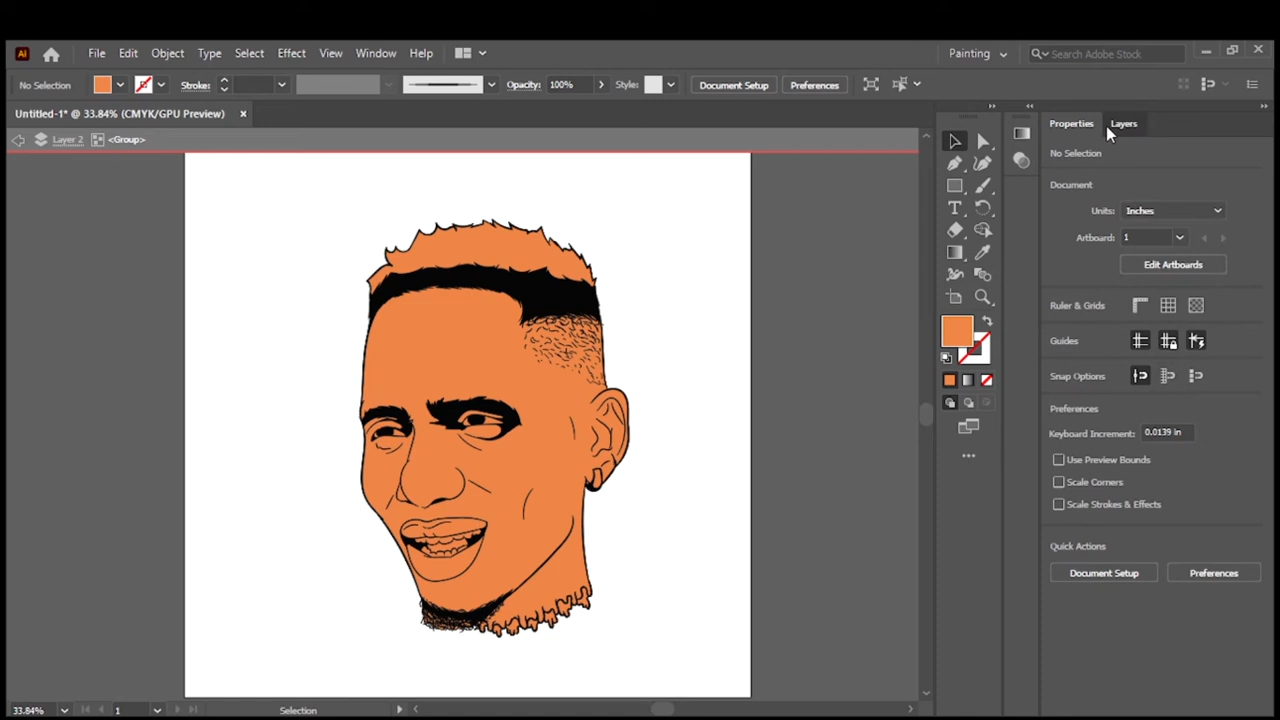 Ai File Edit Object Type Select Effect View Window Help Painting Search Adobe Stock
No Selection Stroke: Opacity: 100% Style: Document Setup Preferences
Untitled-1* @ 33.84% (CMYK/GPU Preview)
Layer 2 <Group>
Properties Layers
No Selection
Document
Units: Inches
Artboard: 1
Edit Artboards
Ruler & Grids
Guides
Snap Options
Preferences
Keyboard Increment: 0.0139 in
Use Preview Bounds
Scale Corners
Scale Strokes & Effects
Quick Actions
Document Setup Preferences
33.84% 1 Selection